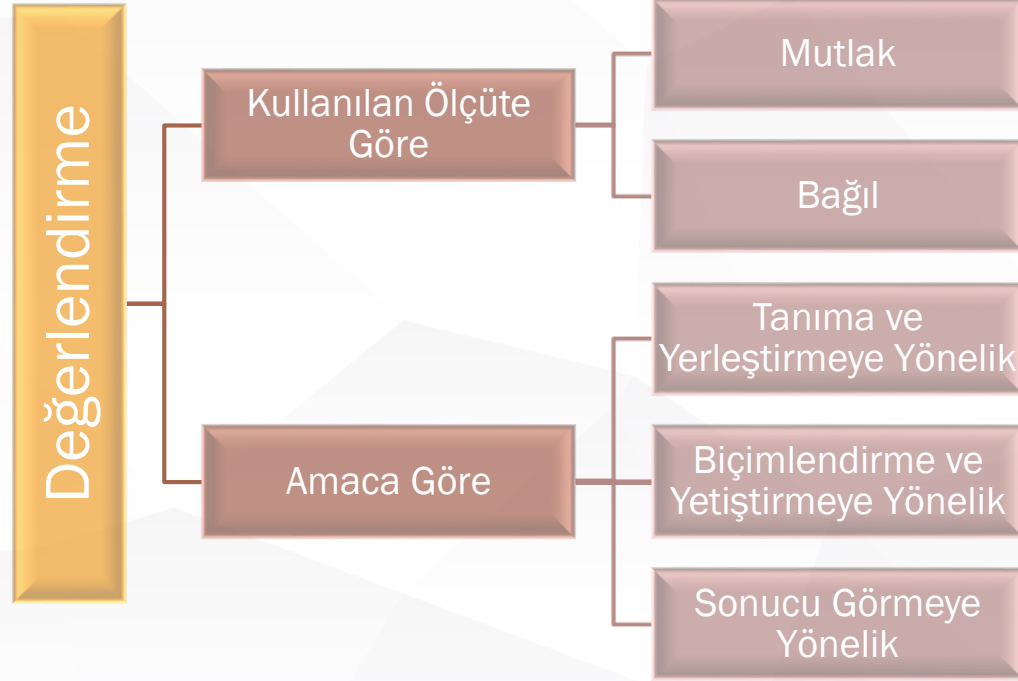 Değerlendirme
Kullanılan Ölçüte
Göre
Mutlak
Bağıl
Amaca Göre
Tanıma ve
Yerleştirmeye Yönelik
Biçimlendirme ve
Yetiştirmeye Yönelik
Sonucu Görmeye
Yönelik